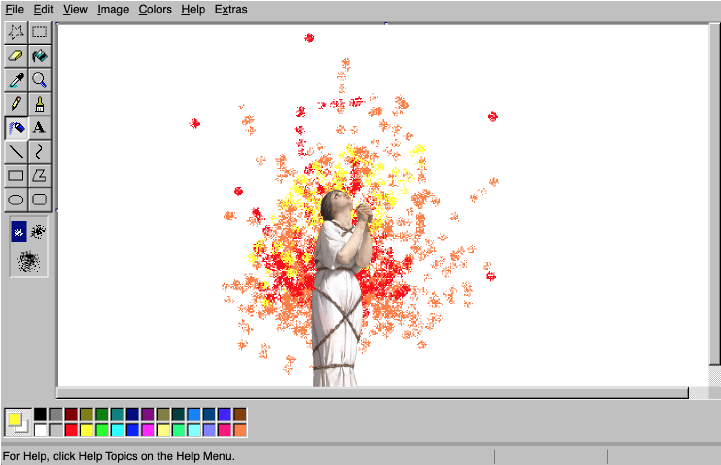 File Edit View Image Colors Help Extras
A
For Help, click Help Topics on the Help Menu.